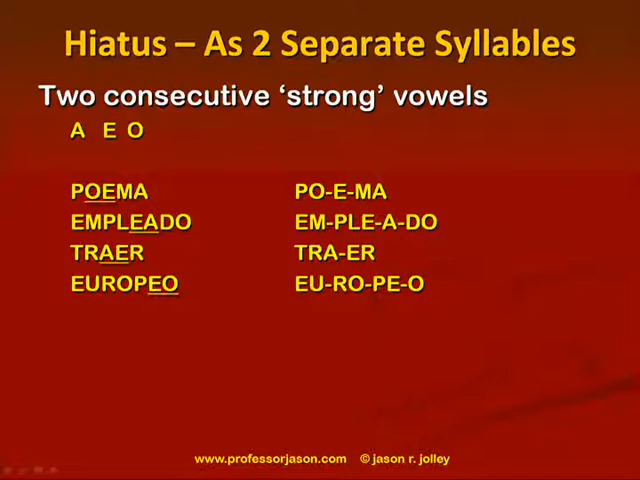 Hiatus – As 2 Separate Syllables
Two consecutive ‘strong’ vowels
A E O
POEMA PO-E-MA
EMPLEADO EM-PLE-A-DO
TRAER TRA-ER
EUROPEO EU-RO-PE-O
www.professorjason.com © jason r. jolley